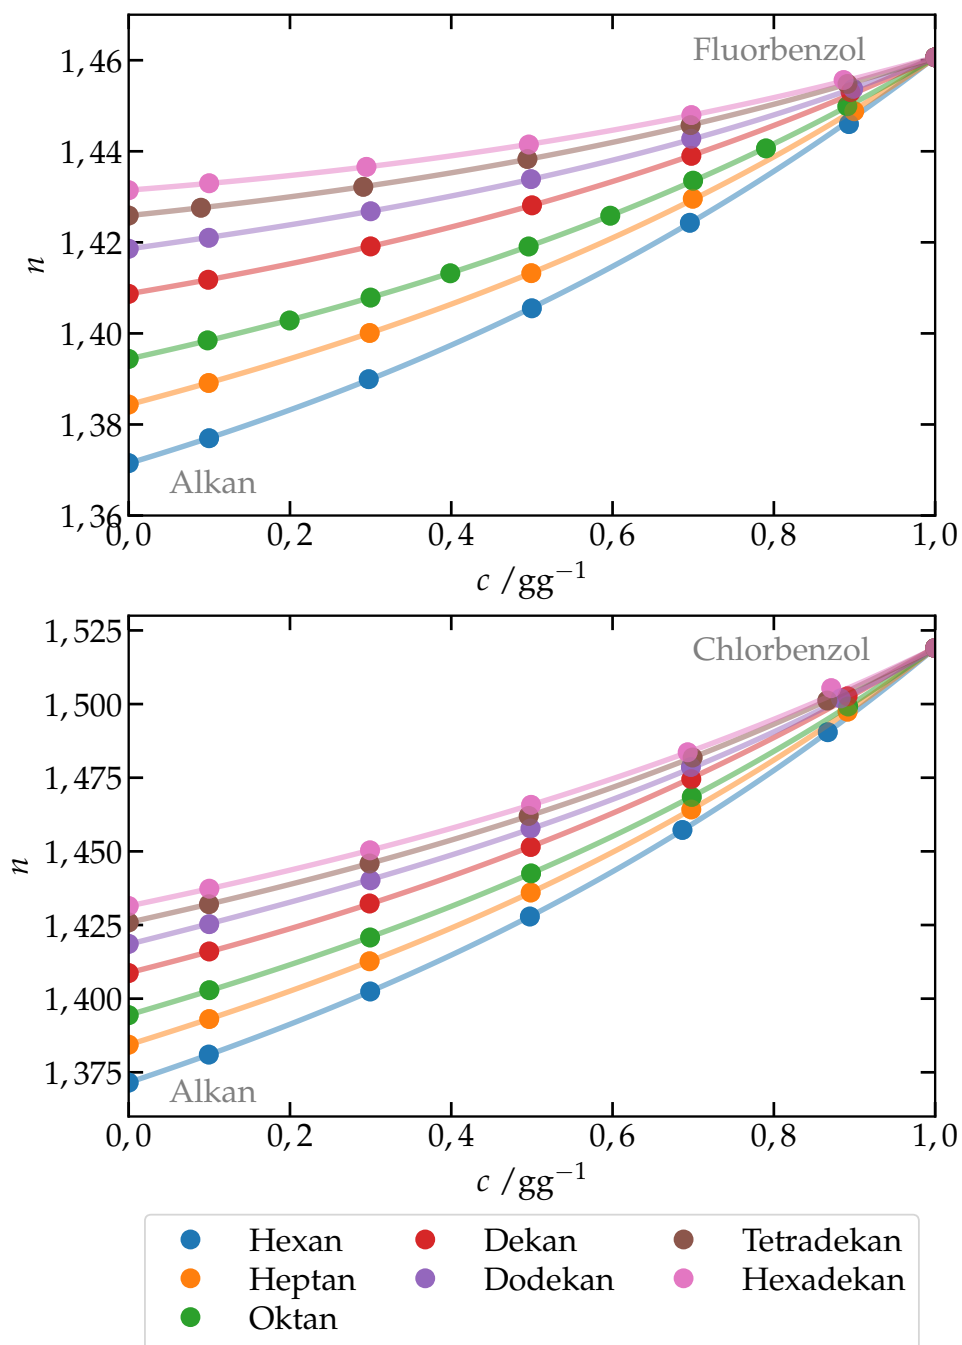 Fluorbenzol
1,46
1,44
1,42
n
1,40
1,38
Alkan
1,36
0,0 0,2 0,4 0,6 0,8 1,0
c /gg⁻¹
1,525
Chlorbenzol
1,500
1,475
1,450
n
1,425
1,400
1,375
Alkan
0,0 0,2 0,4 0,6 0,8 1,0
c /gg⁻¹
Hexan Dekan Tetradekan
Heptan Dodekan Hexadekan
Oktan